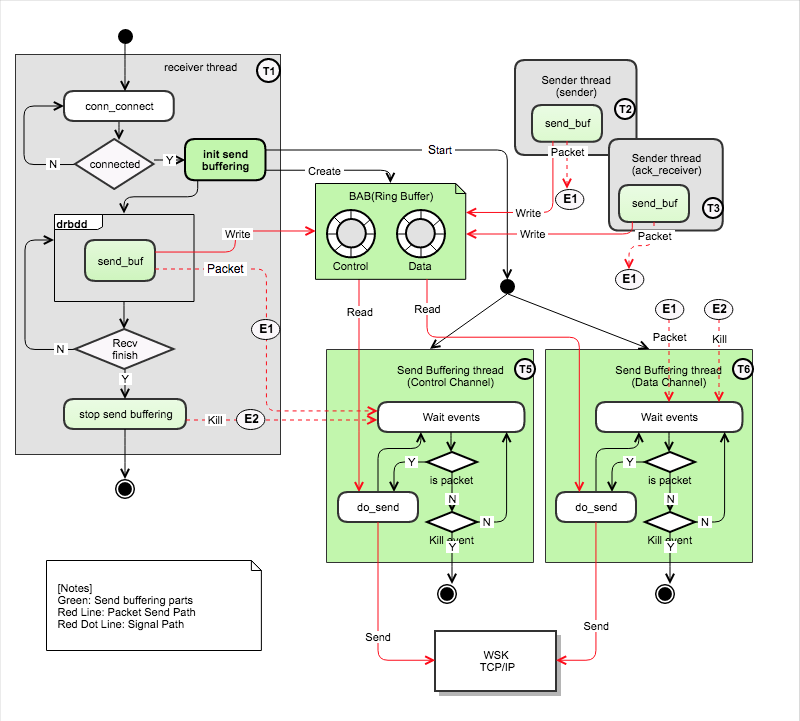 receiver thread
T1
conn_connect
connected
N
Y
init send
buffering
Start
Create
drbdd
send_buf
Write
Packet
E1
Recv
finish
N
Y
stop send buffering
Kill
E2
BAB(Ring Buffer)
Control
Data
Sender thread
(sender)
T2
send_buf
Packet
E1
Write
Sender thread
(ack_receiver)
T3
send_buf
Packet
E1
Write
Read
Read
Send Buffering thread
(Control Channel)
T5
Wait events
Y
is packet
N
do_send
N
Kill event
Y
E1
E2
Packet
Kill
Send Buffering thread
(Data Channel)
T6
Wait events
Y
is packet
N
do_send
N
Kill event
Y
Send
Send
WSK
TCP/IP
[Notes]
Green: Send buffering parts
Red Line: Packet Send Path
Red Dot Line: Signal Path